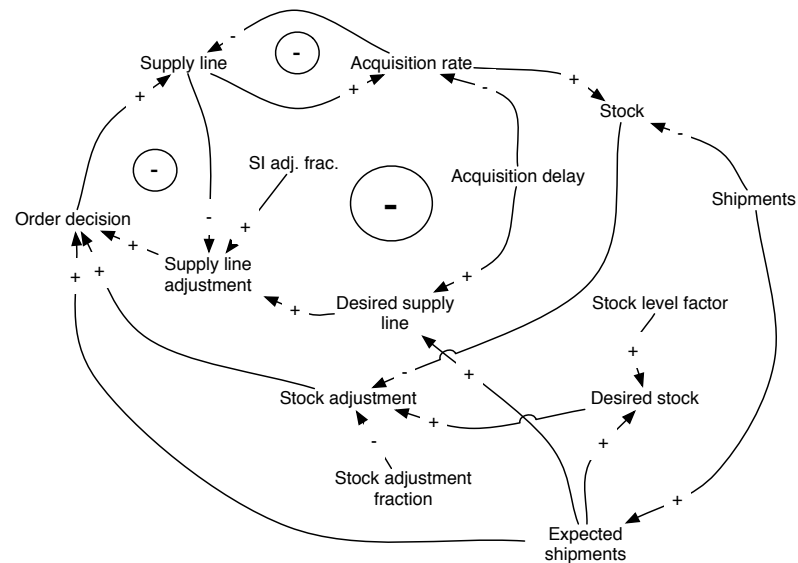 -
Supply line
-
Acquisition rate
+
+
-
+
Stock
-
-
SI adj. frac.
Acquisition delay
-
Shipments
Order decision
-
+
+
Supply line
adjustment
+
+
+
+
Desired supply
line
Stock level factor
+
-
+
Stock adjustment
Desired stock
+
-
+
Stock adjustment
fraction
+
Expected
shipments